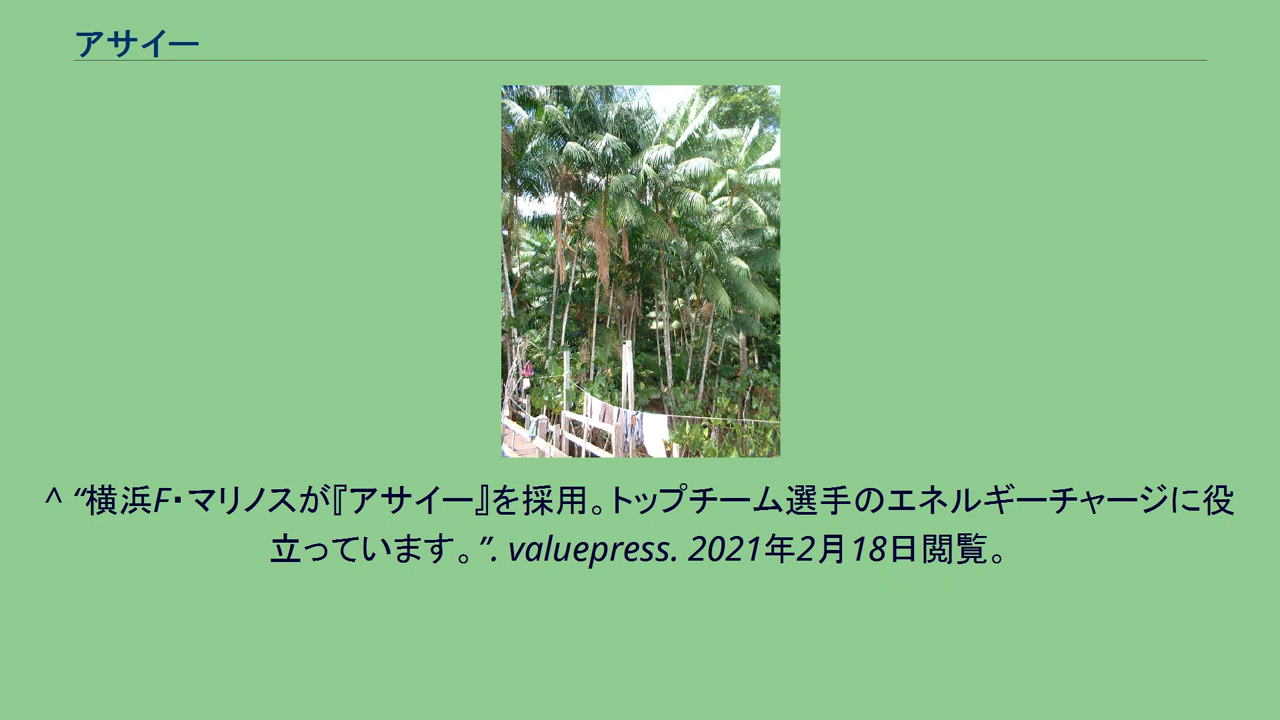 アサイー
^ “横浜F・マリノスが『アサイー』を採用。トップチーム選手のエネルギーチャージに役
立っています。”. valuepress. 2021年2月18日閲覧。